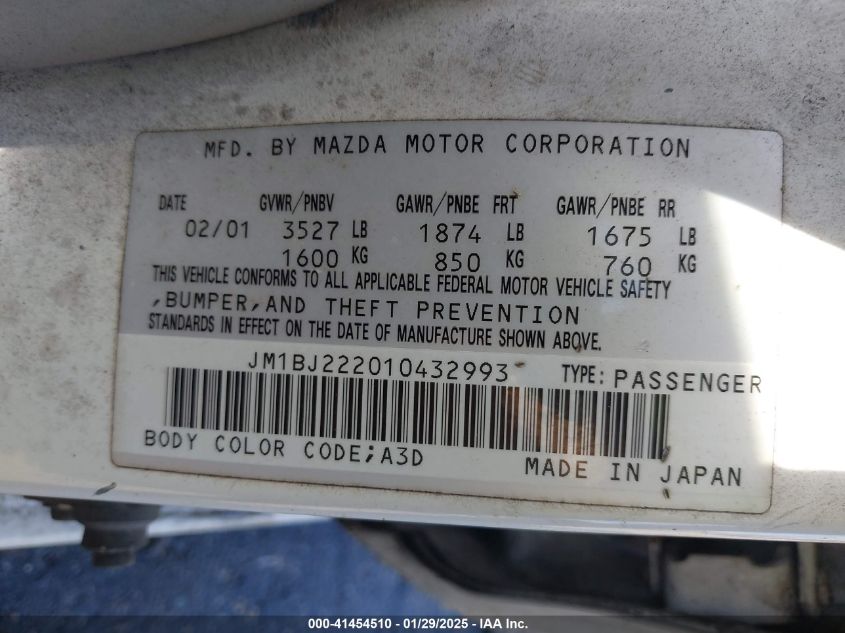 MFD. BY MAZDA MOTOR CORPORATION
DATE GVWR/PNBV GAWR/PNBE FRT GAWR/PNBE RR
02/01 3527 LB 1874 LB 1675 LB
1600 KG 850 KG 760 KG
THIS VEHICLE CONFORMS TO ALL APPLICABLE FEDERAL MOTOR VEHICLE SAFETY
,BUMPER,AND THEFT PREVENTION
STANDARDS IN EFFECT ON THE DATE OF MANUFACTURE SHOWN ABOVE.
JM1BJ222010432993 TYPE: PASSENGER
BODY COLOR CODE;A3D MADE IN JAPAN
000-41454510 | 01/29/2025 - IAA Inc.